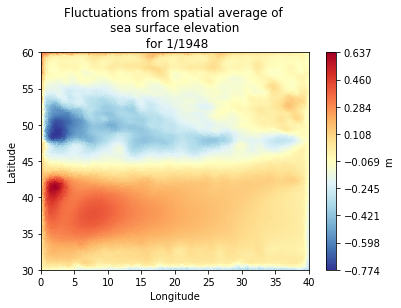 Fluctuations from spatial average of
sea surface elevation
for 1/1948
60
55
50
45
40
35
30
Latitude
0 5 10 15 20 25 30 35 40
Longitude
0.637
0.460
0.284
0.108
−0.069
−0.245
−0.421
−0.598
−0.774
m